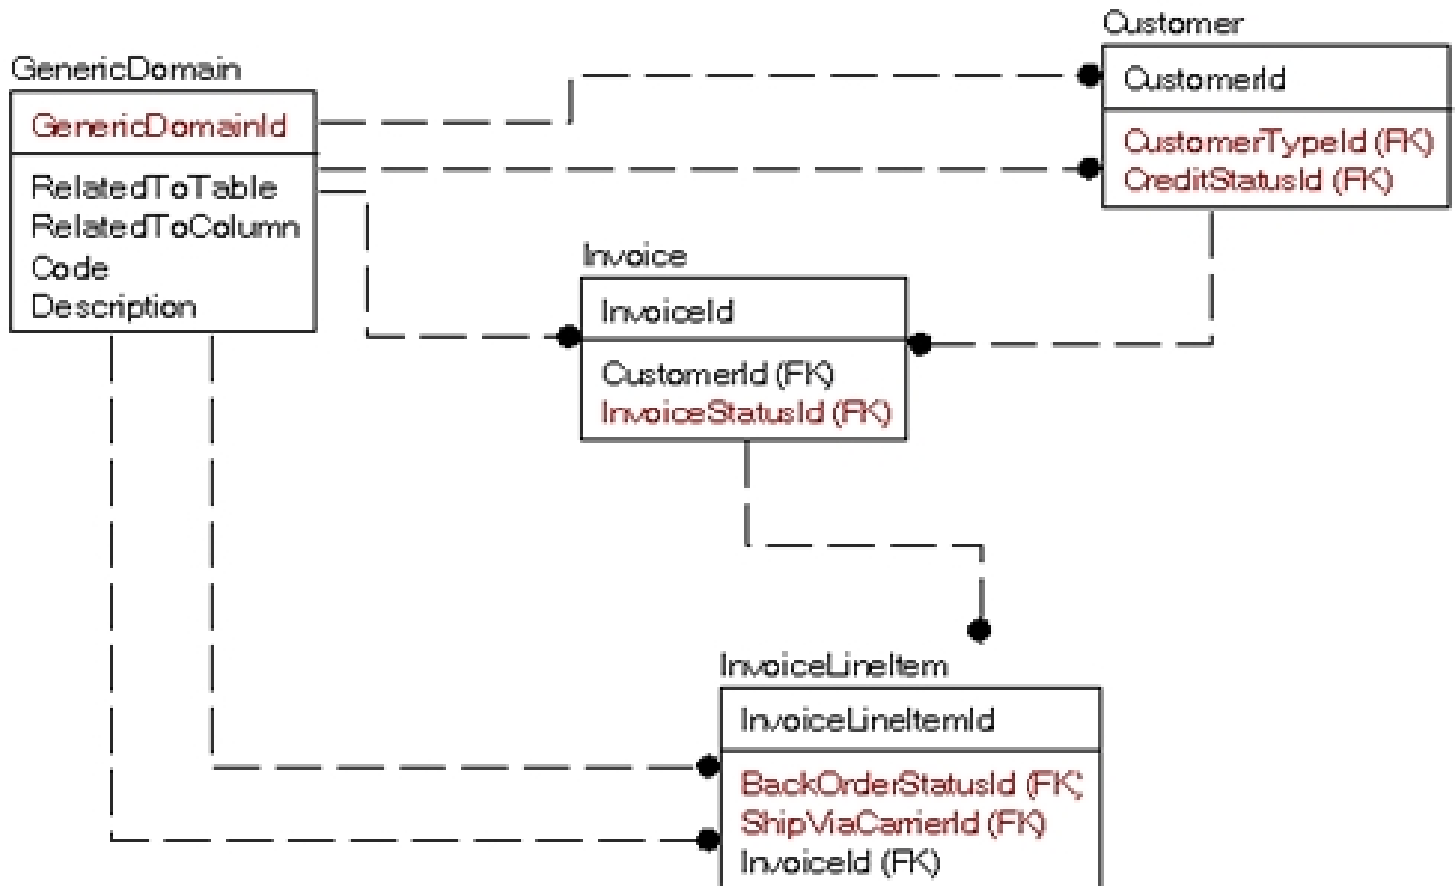 GenericDomain
GenericDomainId
RelatedToTable
RelatedToColumn
Code
Description
Customer
CustomerId
CustomerTypeId (FK)
CreditStatusId (FK)
Invoice
InvoiceId
CustomerId (FK)
InvoiceStatusId (FK)
InvoiceLineItem
InvoiceLineItemId
BackOrderStatusId (FK)
ShipViaCarrierId (FK)
InvoiceId (FK)